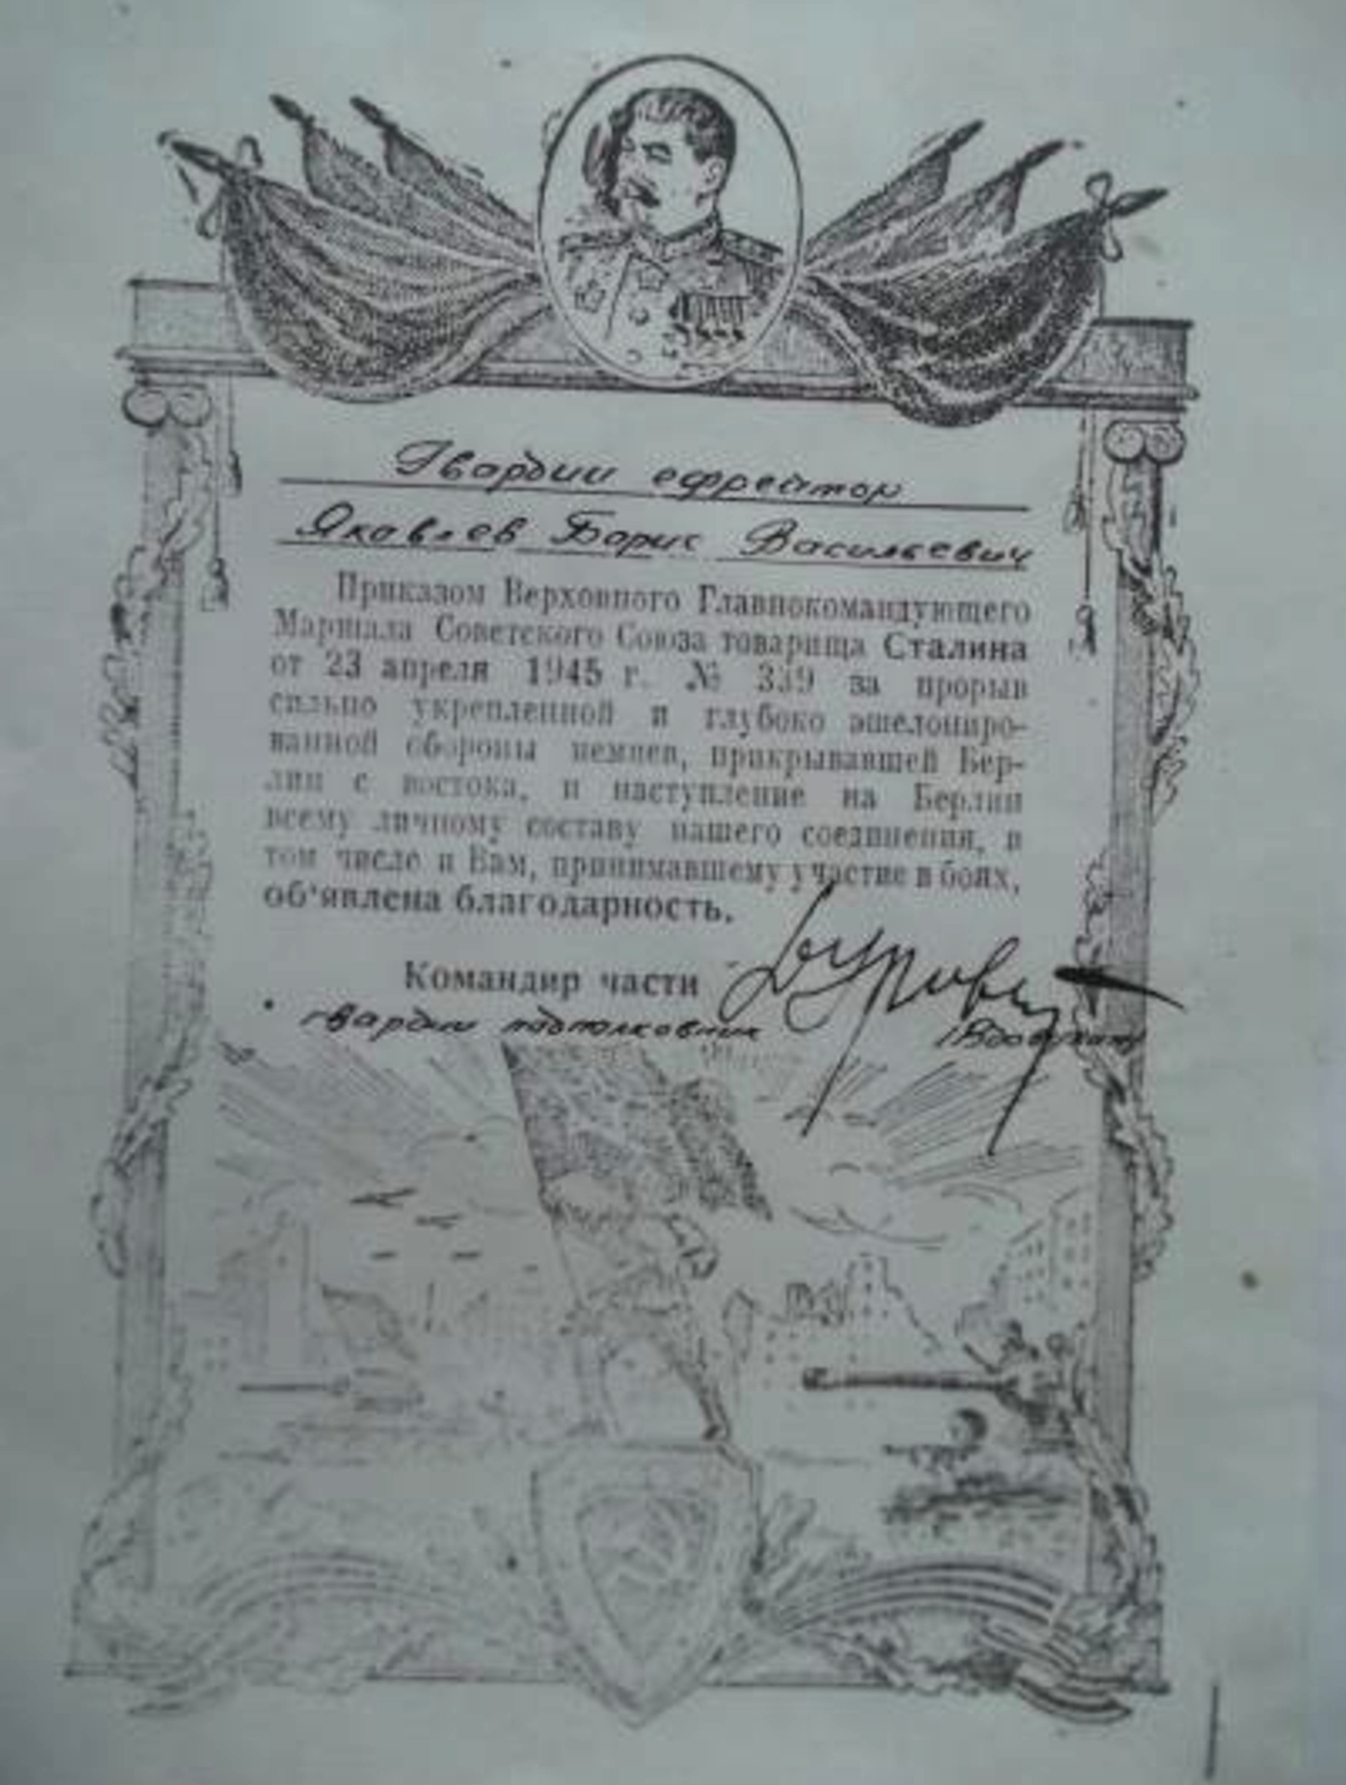 Гвардии ефрейтор
Яковлев Борис Васильевич
Приказом Верховного Главнокомандующего
Маршала Советского Союза товарища Сталина
от 23 апреля 1945 г. № 339 за прорыв
сильно укрепленной и глубоко эшелониро-
ванной обороны немцев, прикрывавшей Бер-
лин с востока, и наступление на Берлин
всему личному составу нашего соединения, в
том числе и Вам, принимавшему участие в боях,
об'явлена благодарность.
Командир части
гвардии подполковник